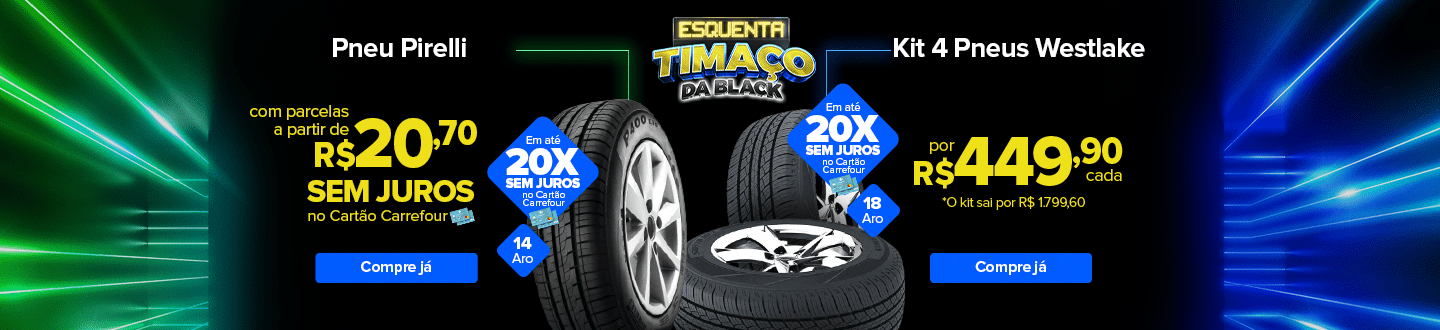 ESQUENTA
TIMAÇO
DA BLACK
Pneu Pirelli
com parcelas
a partir de
R$20,70
SEM JUROS
no Cartão Carrefour
Compre já
Em até
20X
SEM JUROS
no Cartão
Carrefour
14
Aro
P400
Kit 4 Pneus Westlake
Em até
20X
SEM JUROS
no Cartão
Carrefour
18
Aro
por
R$449,90
cada
*O kit sai por R$ 1.799,60
Compre já